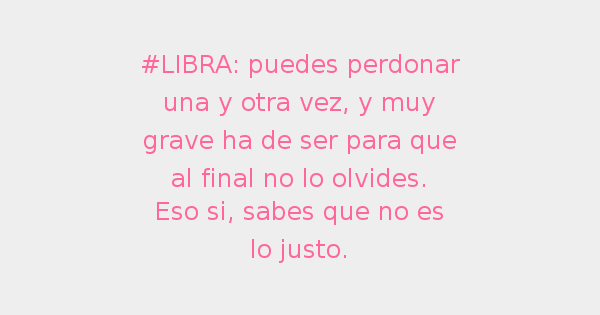 #LIBRA: puedes perdonar
una y otra vez, y muy
grave ha de ser para que
al final no lo olvides.
Eso si, sabes que no es
lo justo.